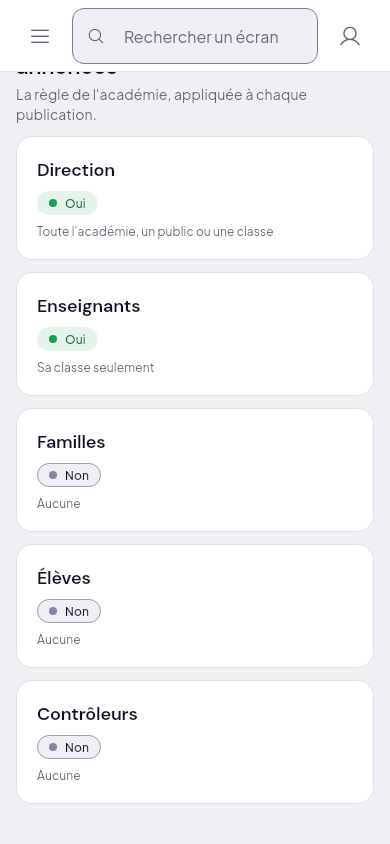 Rechercher un écran
annonces
La règle de l'académie, appliquée à chaque
publication.
Direction
Oui
Toute l'académie, un public ou une classe
Enseignants
Oui
Sa classe seulement
Familles
Non
Aucune
Élèves
Non
Aucune
Contrôleurs
Non
Aucune